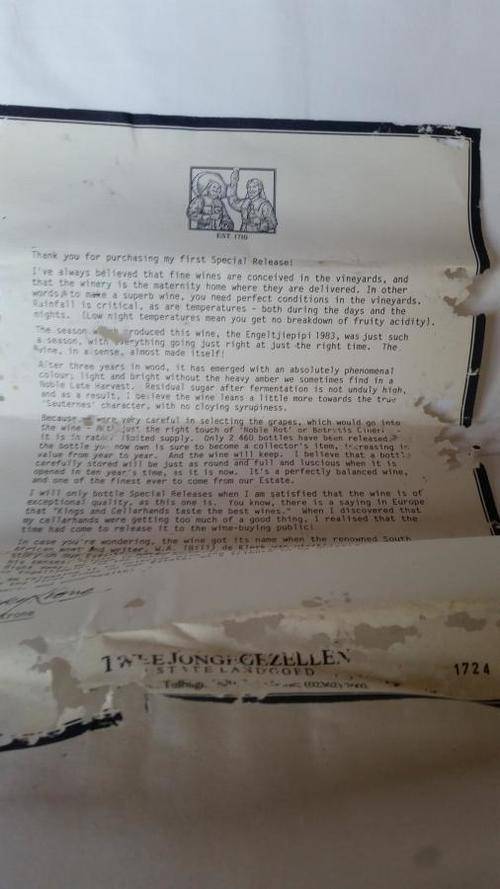 EST. 1710
Thank you for purchasing my first Special Release!
I've always believed that fine wines are conceived in the vineyards, and
that the winery is the maternity home where they are delivered. In other
words, to make a superb wine, you need perfect conditions in the vineyards.
Rainfall is critical, as are temperatures - both during the days and the
nights. (Low night temperatures mean you get no breakdown of fruity acidity).
The season which produced this wine, the Engeltjiepipi 1983, was just such
a season, with everything going just right at just the right time. The
wine, in a sense, almost made itself!
After three years in wood, it has emerged with an absolutely phenomenal
colour, light and bright without the heavy amber we sometimes find in a
Noble Late Harvest. Residual sugar after fermentation is not unduly high,
and as a result, I believe the wine leans a little more towards the true
'Sauternes' character, with no cloying syrupiness.
Because very careful in selecting the grapes, which would go into
the wine - just the right touch of 'Noble Rot' or Botrytis
it is in rather limited supply. Only 2 460 bottles have been released
the bottle you now own is sure to become a collector's item, increasing in
value from year to year. And the wine will keep. I believe that a bottle
carefully stored will be just as round and full and luscious when it is
opened in ten year's time, as it is now. It's a perfectly balanced wine,
and one of the finest ever to come from our Estate.
I will only bottle Special Releases when I am satisfied that the wine is of
exceptional quality, as this one is. You know, there is a saying in Europe
that "Kings and Cellarhands taste the best wines." When I discovered that
my cellarhands were getting too much of a good thing, I realised that the
time had come to release it to the wine-buying public!
In case you're wondering, the wine got its name when the renowned South
African poet and writer, W.A. (Bill) de Klerk
TWEE JONGEGEZELLEN
ESTATE LANDGOED
1724